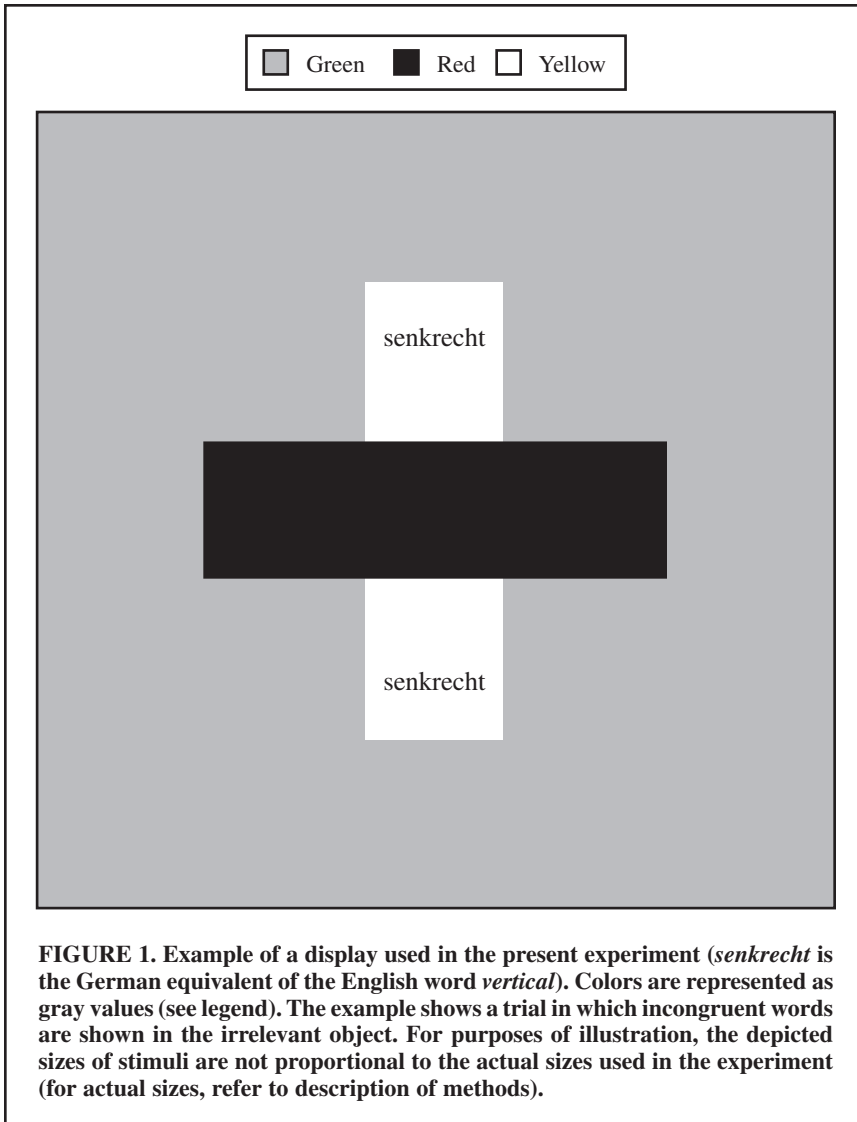 Green Red Yellow
senkrecht
senkrecht
FIGURE 1. Example of a display used in the present experiment (senkrecht is
the German equivalent of the English word vertical). Colors are represented as
gray values (see legend). The example shows a trial in which incongruent words
are shown in the irrelevant object. For purposes of illustration, the depicted
sizes of stimuli are not proportional to the actual sizes used in the experiment
(for actual sizes, refer to description of methods).